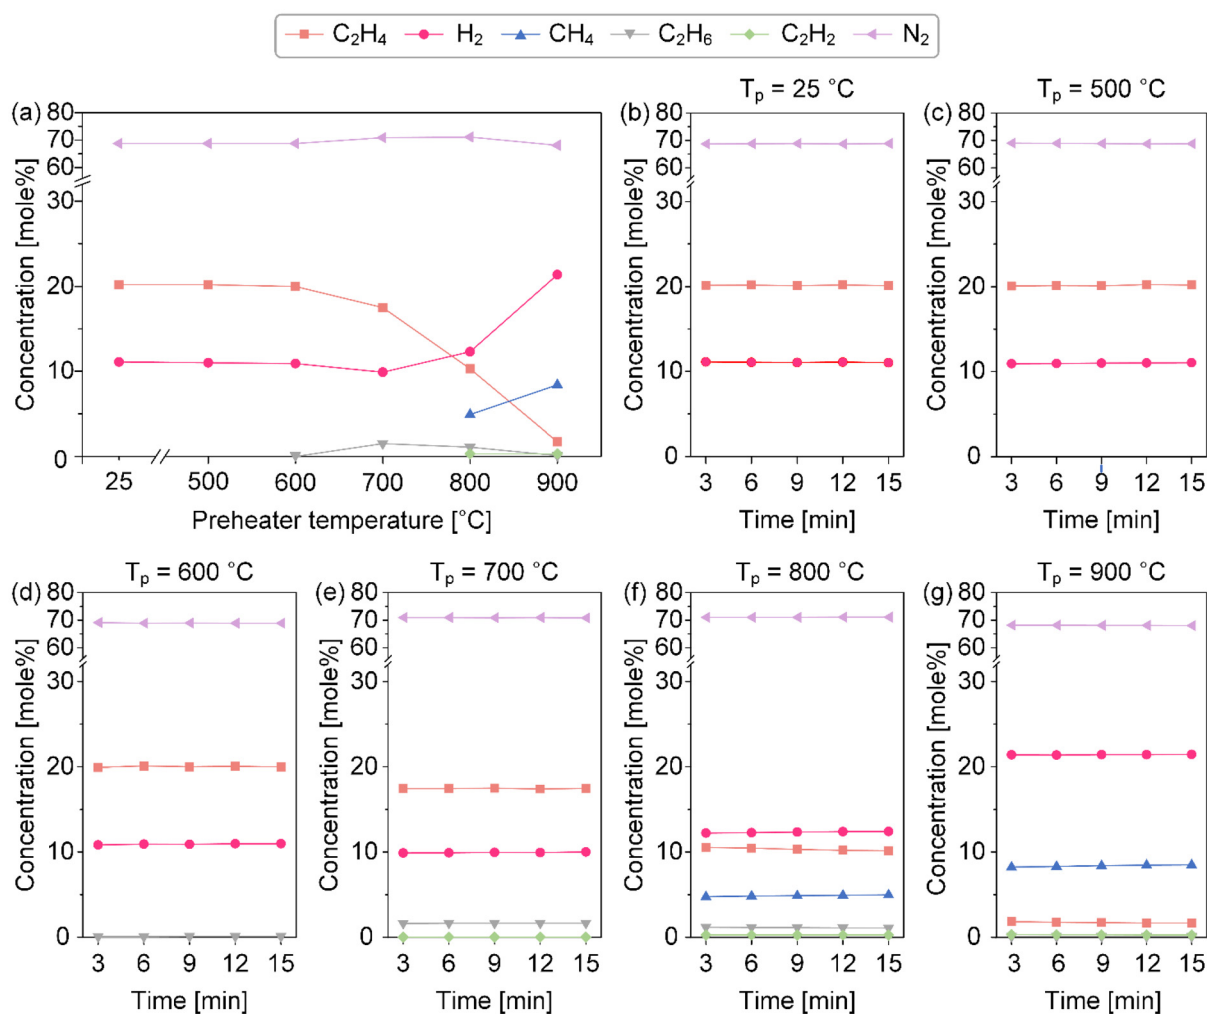 C₂H₄ H₂ CH₄ C₂H₆ C₂H₂ N₂
(a)
Concentration [mole%]
80
70
60
30
20
10
0
25 500 600 700 800 900
Preheater temperature [°C]
(b) Tₚ = 25 °C
Concentration [mole%]
80
70
60
30
20
10
0
3 6 9 12 15
Time [min]
(c) Tₚ = 500 °C
Concentration [mole%]
80
70
60
30
20
10
0
3 6 9 12 15
Time [min]
(d) Tₚ = 600 °C
Concentration [mole%]
80
70
60
30
20
10
0
3 6 9 12 15
Time [min]
(e) Tₚ = 700 °C
Concentration [mole%]
80
70
60
30
20
10
0
3 6 9 12 15
Time [min]
(f) Tₚ = 800 °C
Concentration [mole%]
80
70
60
30
20
10
0
3 6 9 12 15
Time [min]
(g) Tₚ = 900 °C
Concentration [mole%]
80
70
60
30
20
10
0
3 6 9 12 15
Time [min]